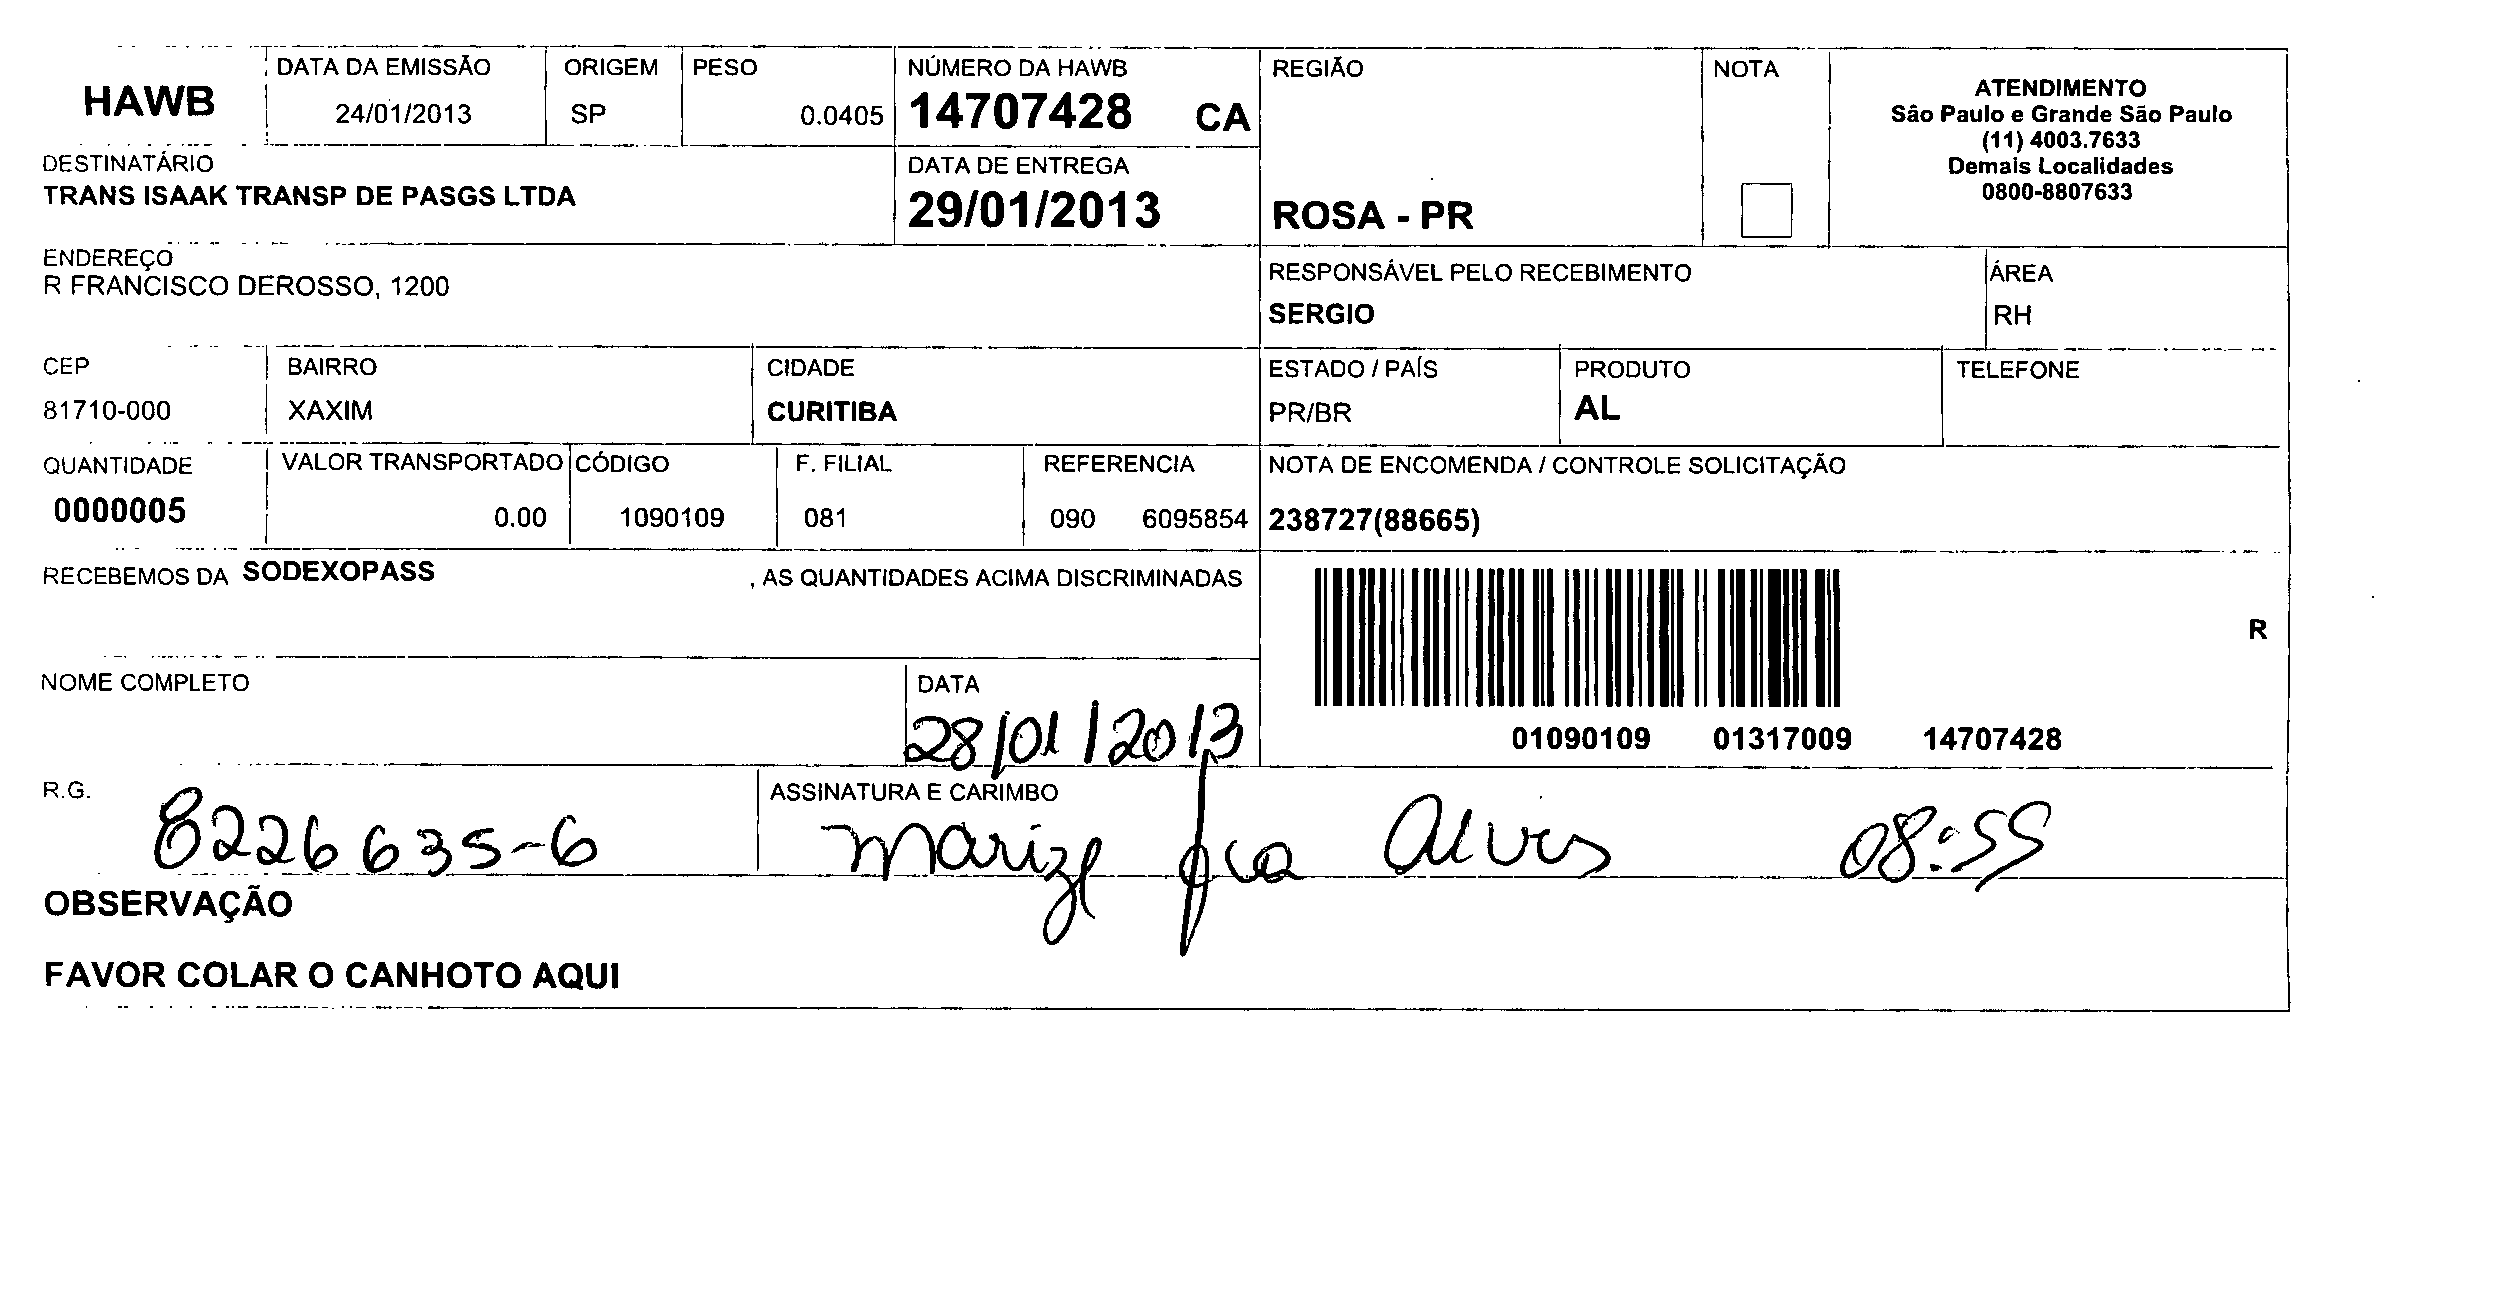 HAWB
DATA DA EMISSÃO
24/01/2013
ORIGEM
SP
PESO
0.0405
NÚMERO DA HAWB
14707428 CA
REGIÃO
ROSA - PR
NOTA
ATENDIMENTO
São Paulo e Grande São Paulo
(11) 4003.7633
Demais Localidades
0800-8807633
DESTINATÁRIO
TRANS ISAAK TRANSP DE PASGS LTDA
DATA DE ENTREGA
29/01/2013
ENDEREÇO
R FRANCISCO DEROSSO, 1200
RESPONSÁVEL PELO RECEBIMENTO
SERGIO
ÁREA
RH
CEP
81710-000
BAIRRO
XAXIM
CIDADE
CURITIBA
ESTADO / PAÍS
PR/BR
PRODUTO
AL
TELEFONE
QUANTIDADE
0000005
VALOR TRANSPORTADO
0.00
CÓDIGO
1090109
F. FILIAL
081
REFERENCIA
090 6095854
NOTA DE ENCOMENDA / CONTROLE SOLICITAÇÃO
238727(88665)
RECEBEMOS DA SODEXOPASS , AS QUANTIDADES ACIMA DISCRIMINADAS
R
01090109 01317009 14707428
NOME COMPLETO
DATA
28/01/2013
R.G.
8226635-6
ASSINATURA E CARIMBO
Marize Alves 08:55
OBSERVAÇÃO
FAVOR COLAR O CANHOTO AQUI